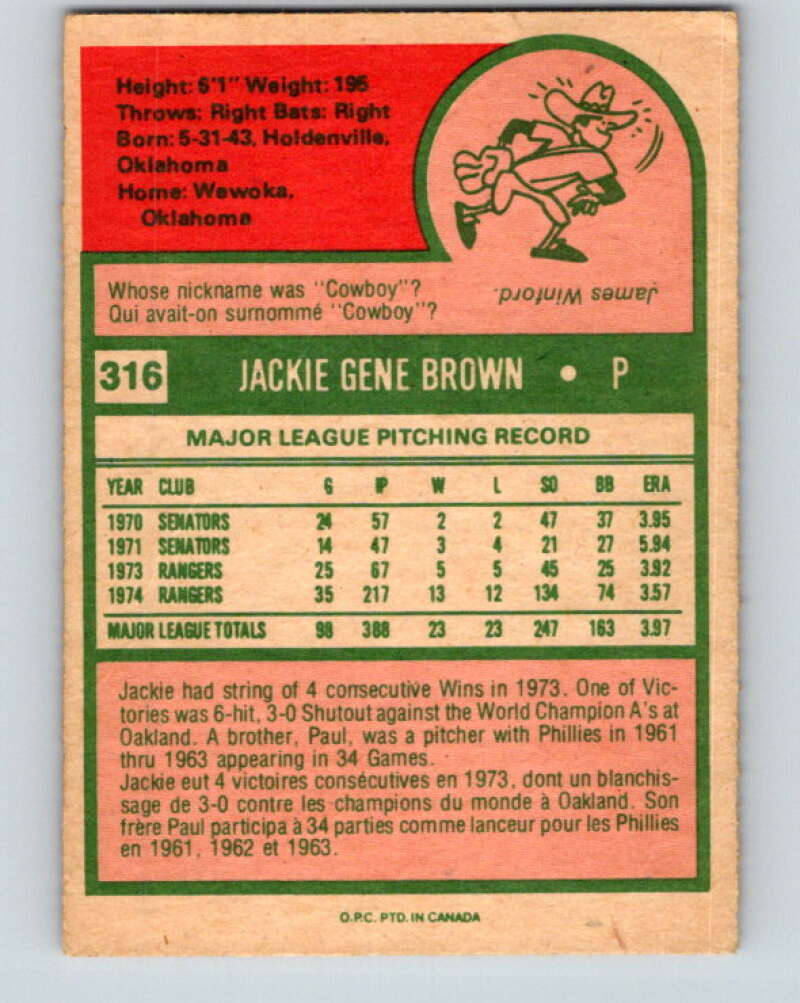 Height: 6'1" Weight: 195
Throws: Right Bats: Right
Born: 5-31-43, Holdenville,
Oklahoma
Home: Wewoka,
Oklahoma
Whose nickname was "Cowboy"?
Qui avait-on surnommé "Cowboy"?
James Winford.
316 JACKIE GENE BROWN • P
MAJOR LEAGUE PITCHING RECORD
YEAR CLUB G IP W L SO BB ERA
1970 SENATORS 24 57 2 2 47 37 3.95
1971 SENATORS 14 47 3 4 21 27 5.94
1973 RANGERS 25 67 5 5 45 25 3.92
1974 RANGERS 35 217 13 12 134 74 3.57
MAJOR LEAGUE TOTALS 98 388 23 23 247 163 3.97
Jackie had string of 4 consecutive Wins in 1973. One of Vic-
tories was 6-hit, 3-0 Shutout against the World Champion A's at
Oakland. A brother, Paul, was a pitcher with Phillies in 1961
thru 1963 appearing in 34 Games.
Jackie eut 4 victoires consécutives en 1973, dont un blanchis-
sage de 3-0 contre les champions du monde à Oakland. Son
frère Paul participa à 34 parties comme lanceur pour les Phillies
en 1961, 1962 et 1963.
O.P.C. PTD. IN CANADA